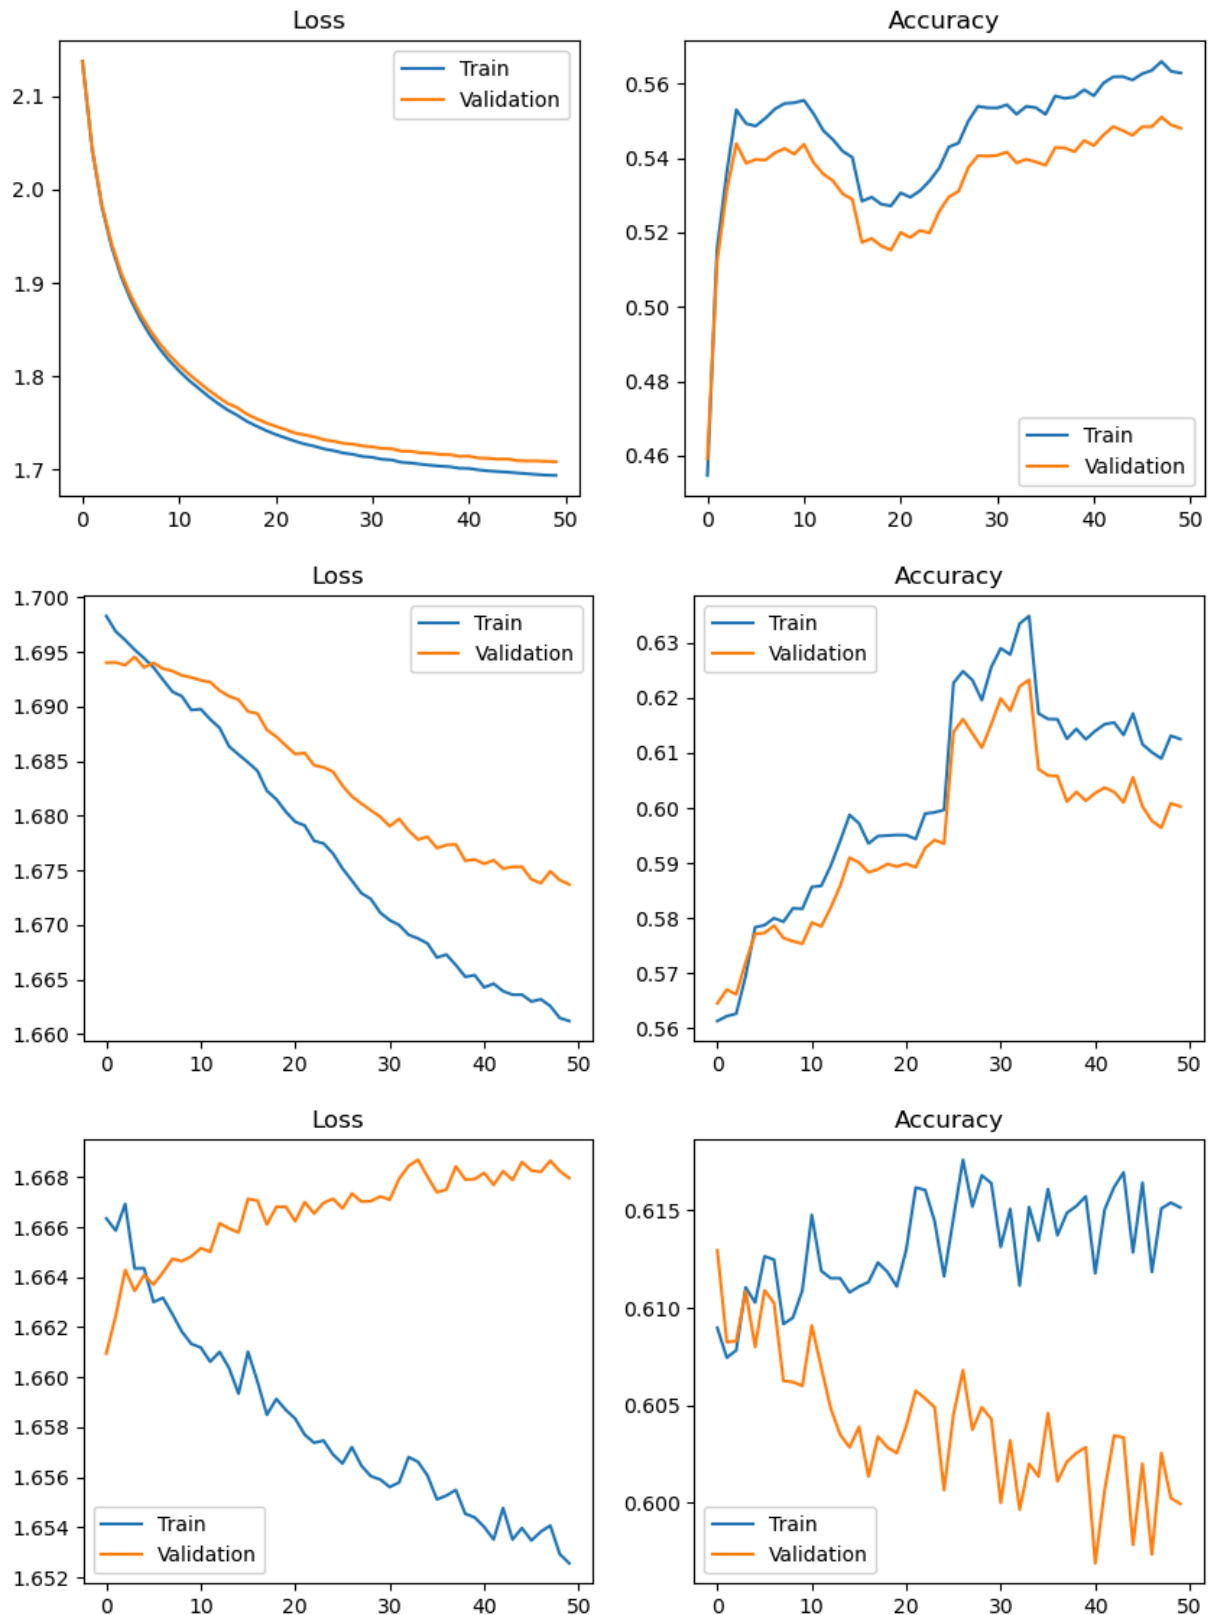 Loss
Accuracy
2.1
2.0
1.9
1.8
1.7
Train
Validation
0 10 20 30 40 50
0.56
0.54
0.52
0.50
0.48
0.46
Train
Validation
0 10 20 30 40 50
Loss
Accuracy
1.700
1.695
1.690
1.685
1.680
1.675
1.670
1.665
1.660
Train
Validation
0 10 20 30 40 50
0.63
0.62
0.61
0.60
0.59
0.58
0.57
0.56
Train
Validation
0 10 20 30 40 50
Loss
Accuracy
1.668
1.666
1.664
1.662
1.660
1.658
1.656
1.654
1.652
Train
Validation
0 10 20 30 40 50
0.615
0.610
0.605
0.600
Train
Validation
0 10 20 30 40 50